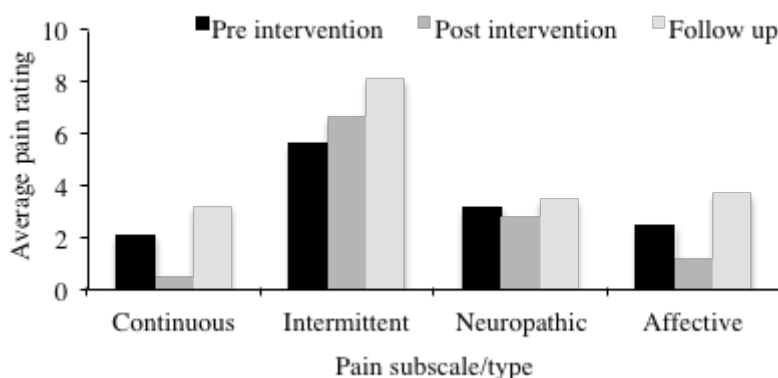 Pre intervention Post intervention Follow up
Average pain rating
10
8
6
4
2
0
Continuous Intermittent Neuropathic Affective
Pain subscale/type